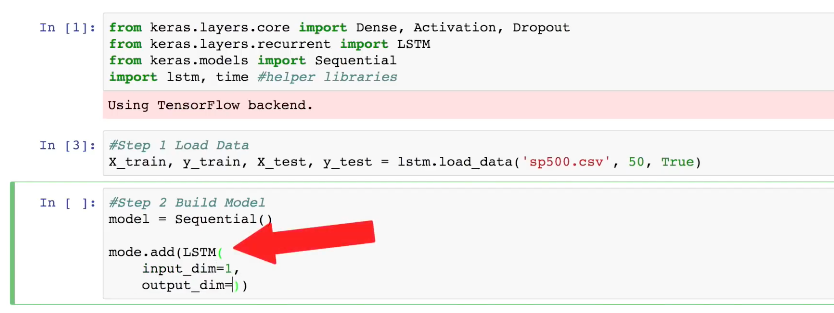 In [1]: from keras.layers.core import Dense, Activation, Dropout
from keras.layers.recurrent import LSTM
from keras.models import Sequential
import lstm, time #helper libraries
Using TensorFlow backend.
In [3]: #Step 1 Load Data
X_train, y_train, X_test, y_test = lstm.load_data('sp500.csv', 50, True)
In [ ]: #Step 2 Build Model
model = Sequential()
mode.add(LSTM(
input_dim=1,
output_dim=))